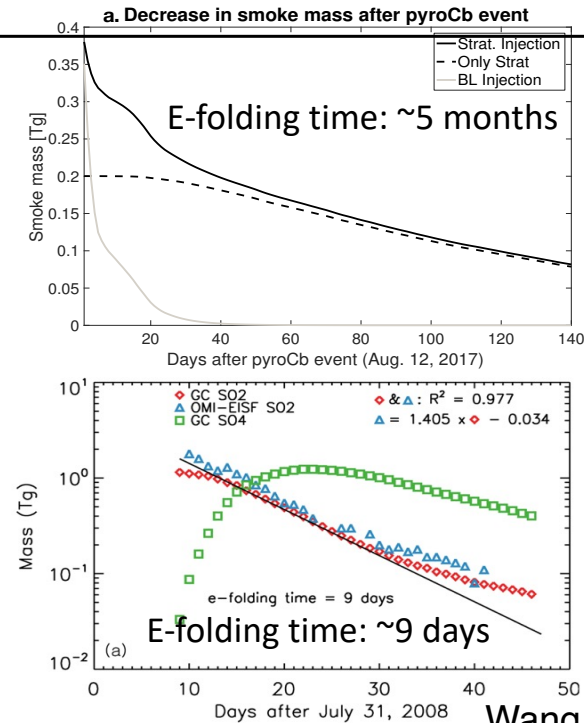 a. Decrease in smoke mass after pyroCb event
0.4
0.35
0.3
0.25
0.2
0.15
0.1
0.05
0
Smoke mass [Tg]
Strat. Injection
Only Strat
BL Injection
E-folding time: ~5 months
20 40 60 80 100 120 140
Days after pyroCb event (Aug. 12, 2017)
10¹
10⁰
10⁻¹
10⁻²
Mass (Tg)
GC SO2
OMI-EISF SO2
GC SO4
& : R² = 0.977
= 1.405 x - 0.034
e-folding time = 9 days
E-folding time: ~9 days
(a)
0 10 20 30 40 50
Days after July 31, 2008
Wang